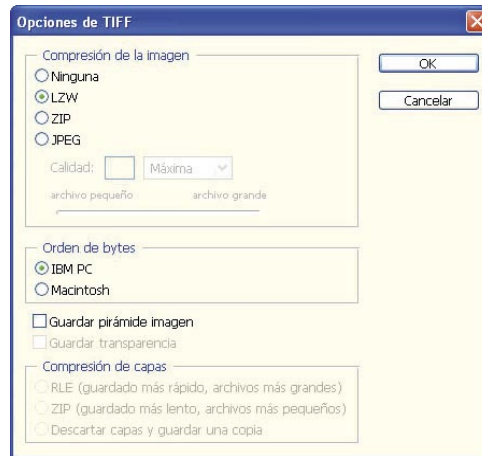 Opciones de TIFF
Compresión de la imagen
Ninguna
LZW
ZIP
JPEG
Calidad: Máxima
archivo pequeño archivo grande
OK
Cancelar
Orden de bytes
IBM PC
Macintosh
Guardar pirámide imagen
Guardar transparencia
Compresión de capas
RLE (guardado más rápido, archivos más grandes)
ZIP (guardado más lento, archivos más pequeños)
Descartar capas y guardar una copia